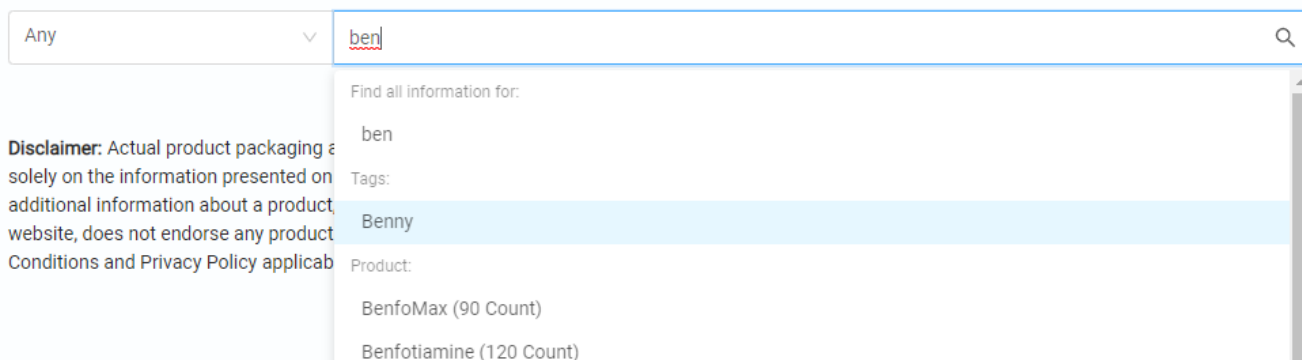 Any
ben
Find all information for:
ben
Disclaimer: Actual product packaging
solely on the information presented on
Tags:
additional information about a product,
Benny
website, does not endorse any product
Conditions and Privacy Policy
Product:
BenfoMax (90 Count)
Benfotiamine (120 Count)